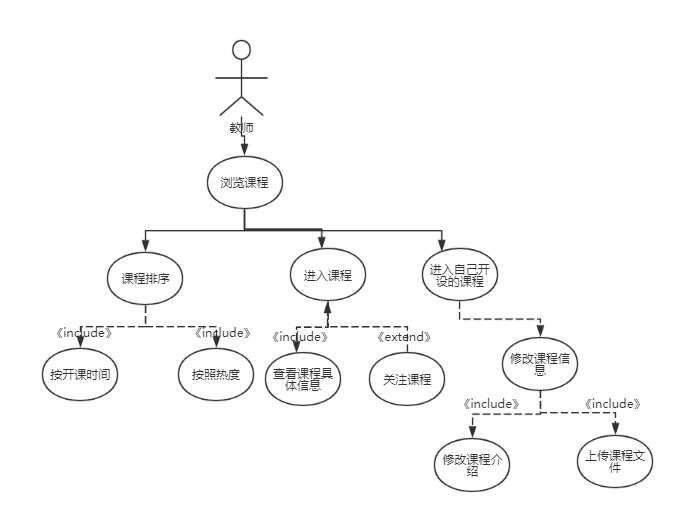 教师
浏览课程
课程排序
进入课程
进入自己开
设的课程
《include》
《include》
《include》
《extend》
按开课时间
按照热度
查看课程具
体信息
关注课程
修改课程信
息
《include》
《include》
修改课程介
绍
上传课程文
件